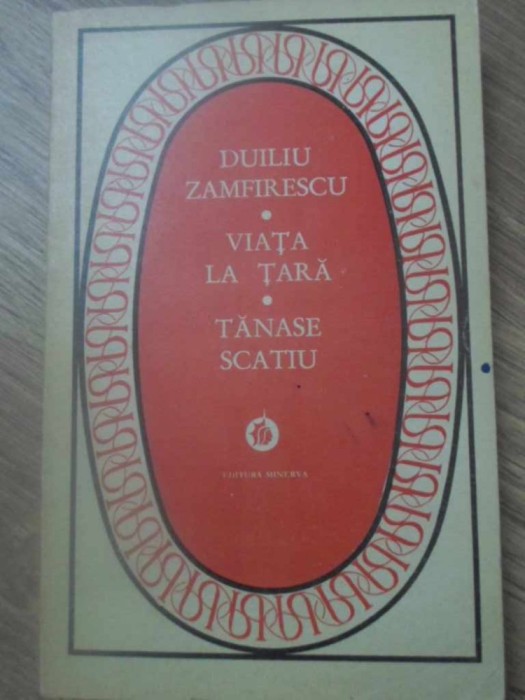 DUILIU
ZAMFIRESCU
•
VIAȚA
LA ȚARĂ
•
TĂNASE
SCATIU
EDITURA MINERVA